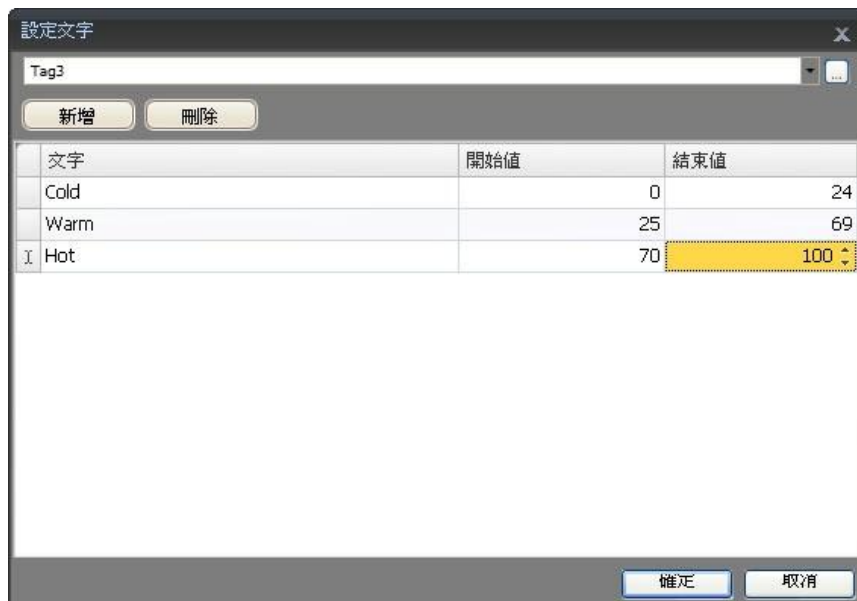 設定文字
Tag3
新增 刪除
文字 開始值 結束值
Cold 0 24
Warm 25 69
Hot 70 100
確定 取消